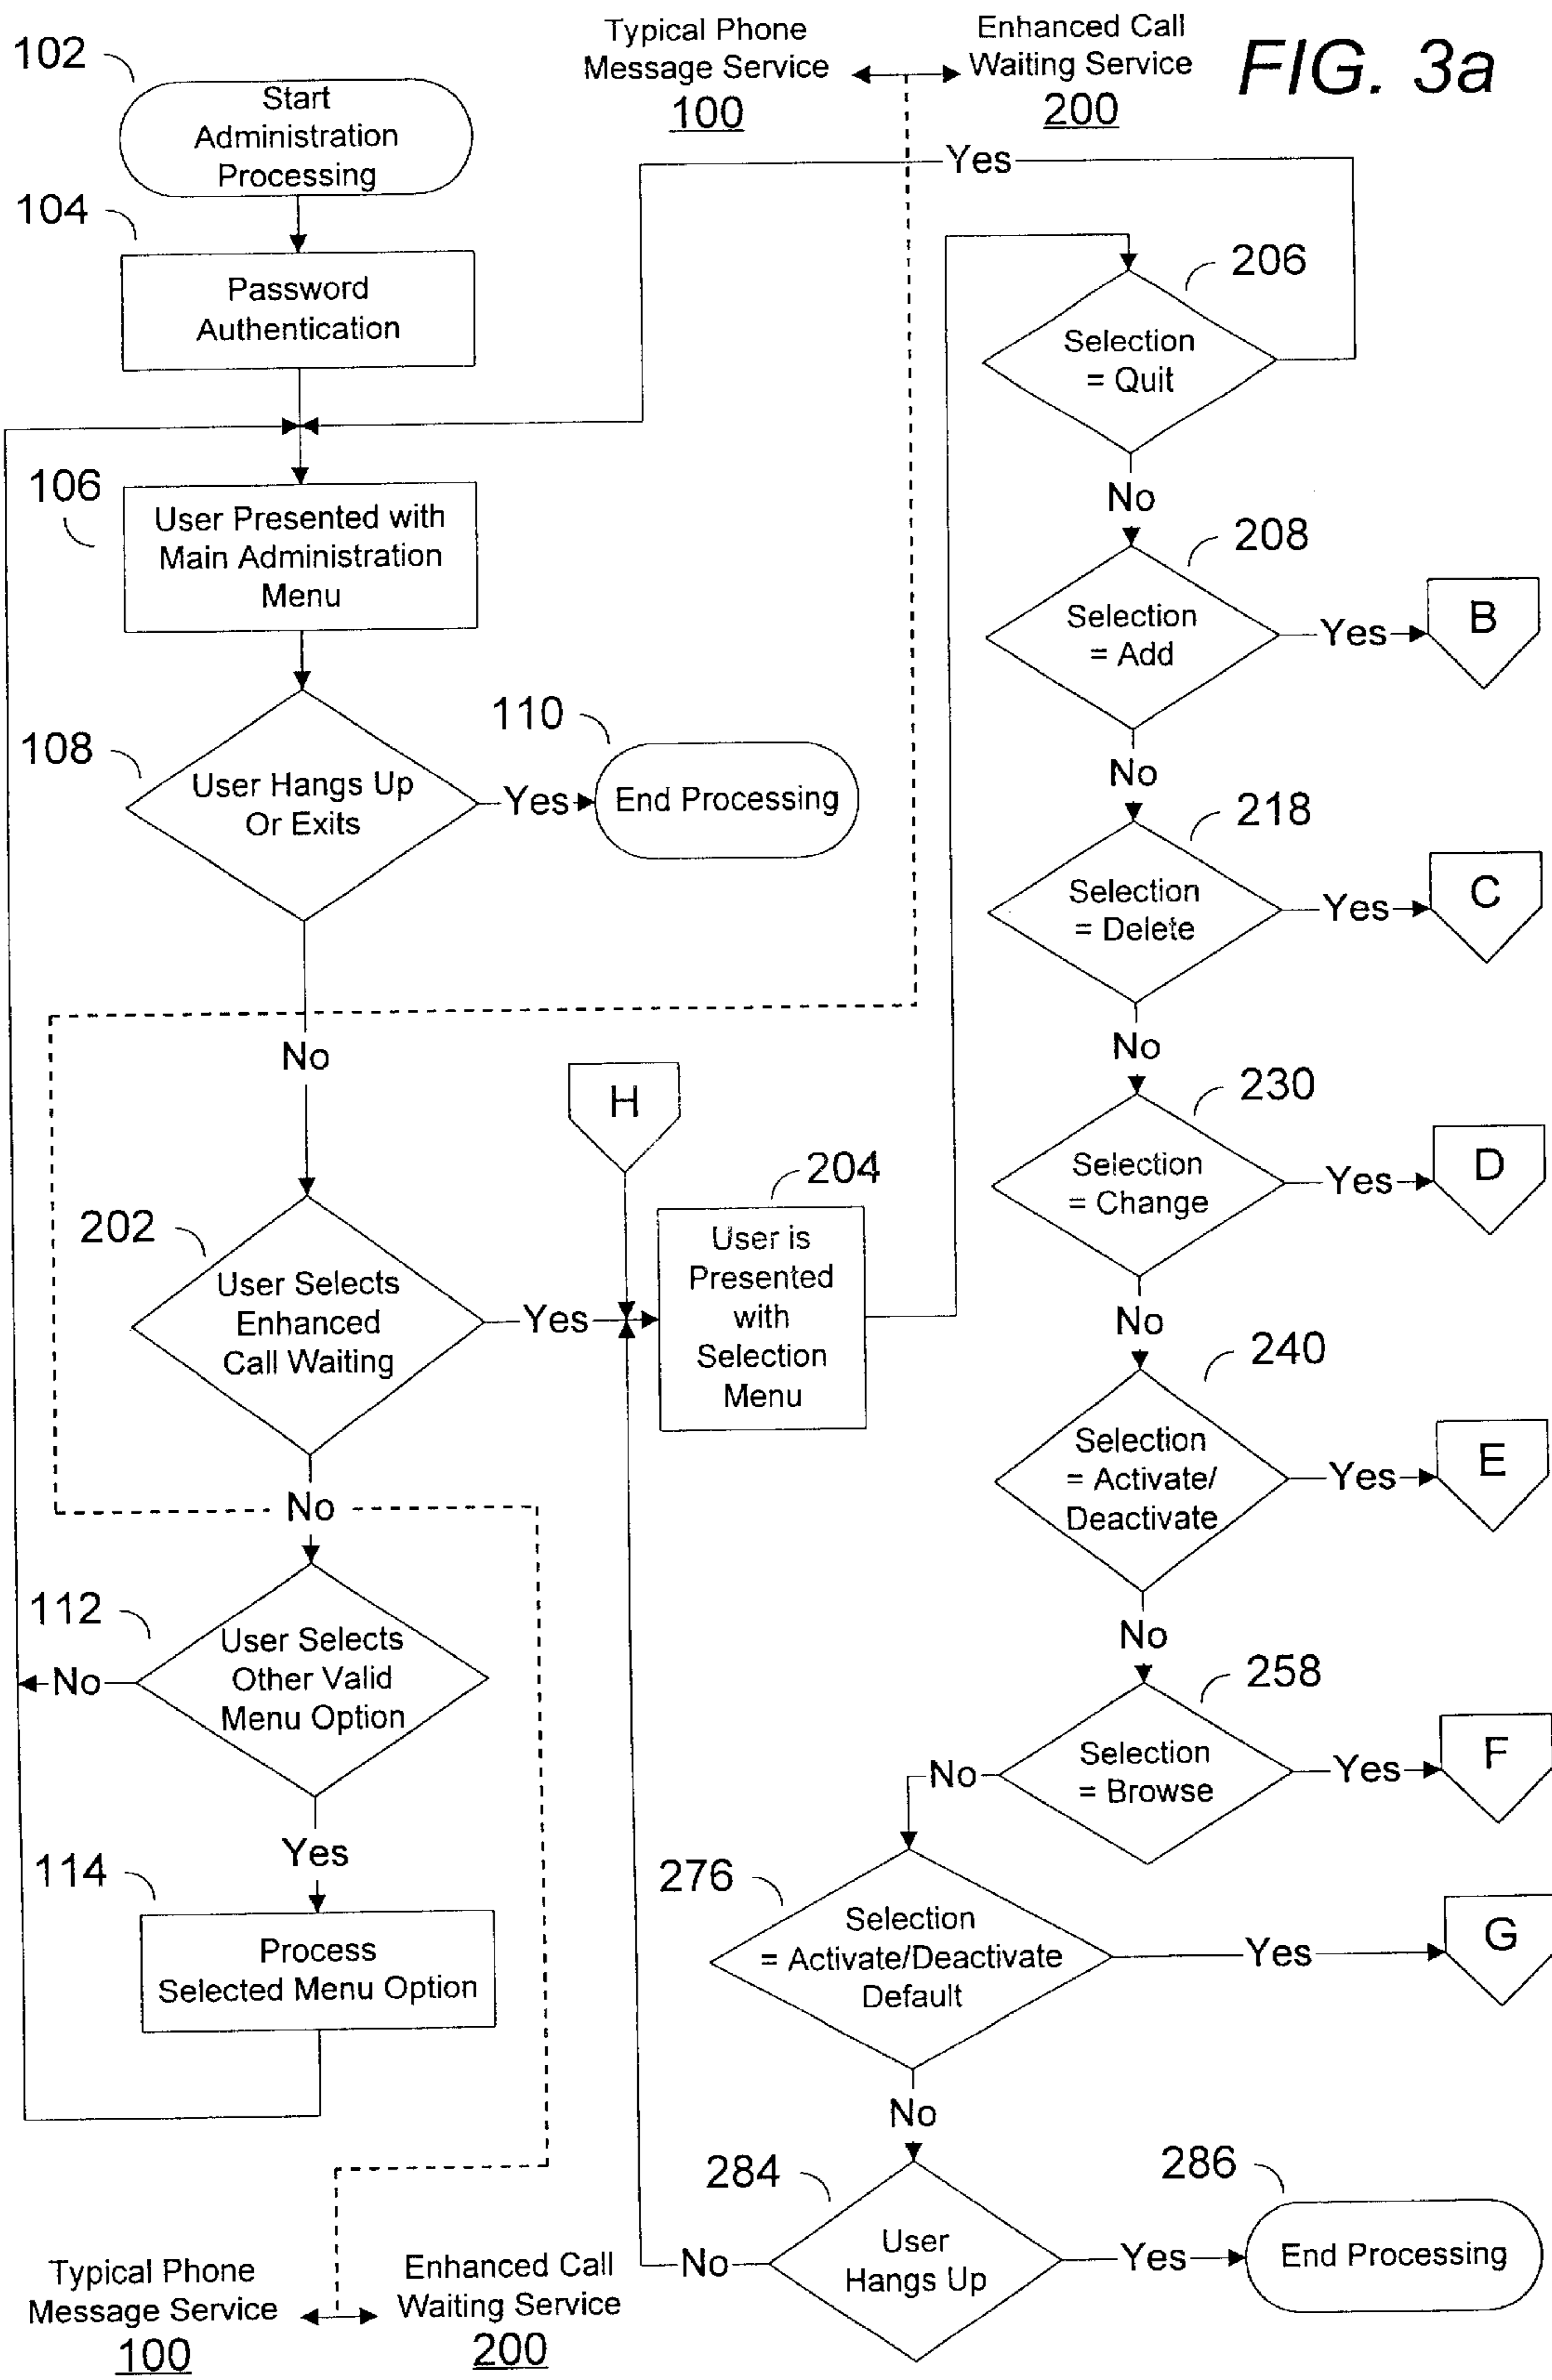 FIG. 3a
Typical Phone
Message Service
100
Enhanced Call
Waiting Service
200
102
Start
Administration
Processing
104
Password
Authentication
106
User Presented with
Main Administration
Menu
108
User Hangs Up
Or Exits
Yes
110
End Processing
No
202
User Selects
Enhanced
Call Waiting
Yes
H
204
User is
Presented
with
Selection
Menu
No
112
User Selects
Other Valid
Menu Option
No
Yes
114
Process
Selected Menu Option
Yes
206
Selection
= Quit
No
208
Selection
= Add
Yes
B
No
218
Selection
= Delete
Yes
C
No
230
Selection
= Change
Yes
D
No
240
Selection
= Activate/
Deactivate
Yes
E
No
258
Selection
= Browse
Yes
F
No
276
Selection
= Activate/Deactivate
Default
Yes
G
No
284
User
Hangs Up
No
Yes
286
End Processing
Typical Phone
Message Service
100
Enhanced Call
Waiting Service
200